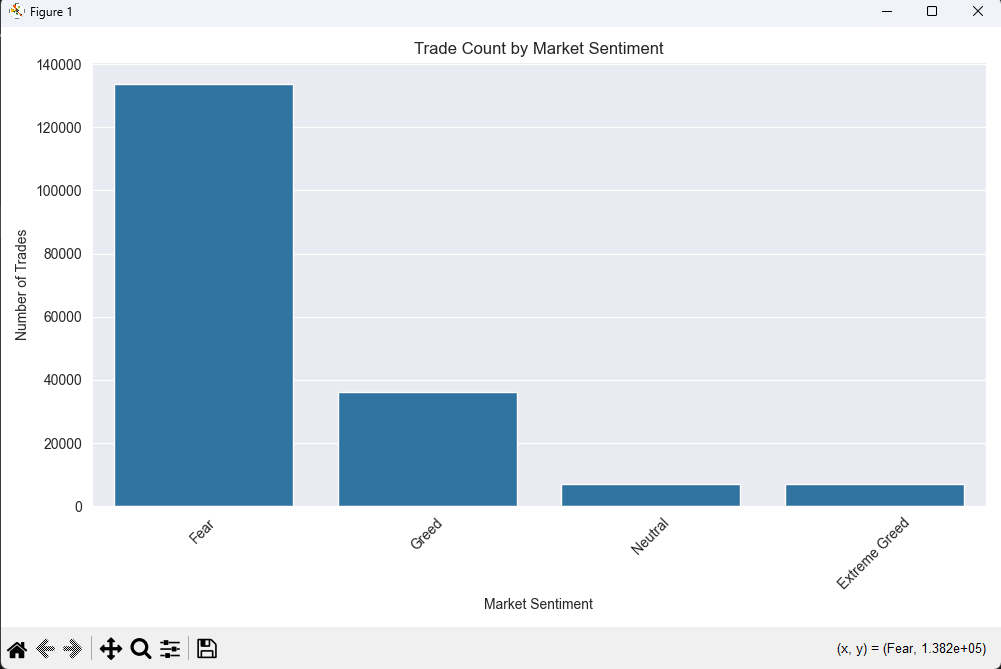 Figure 1
Trade Count by Market Sentiment
140000
120000
100000
80000
60000
40000
20000
0
Number of Trades
Fear
Greed
Neutral
Extreme Greed
Market Sentiment
(x, y) = (Fear, 1.382e+05)